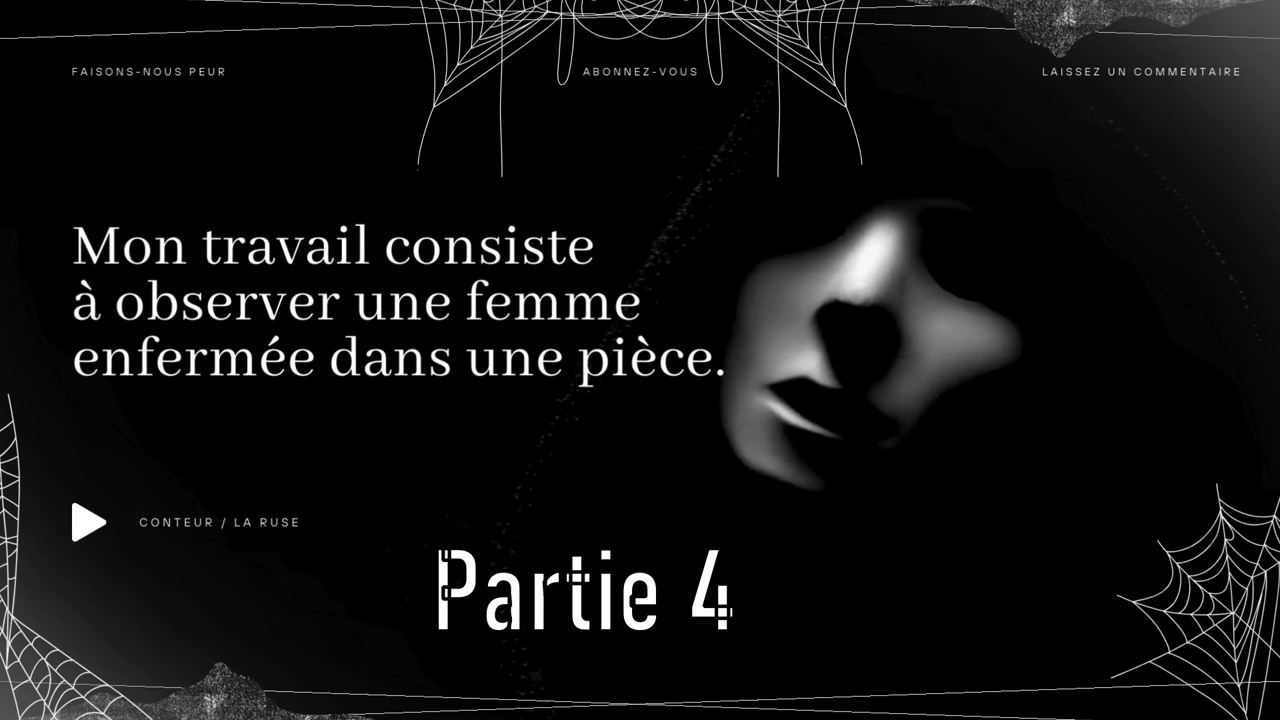 FAISONS-NOUS PEUR
ABONNEZ-VOUS
LAISSEZ UN COMMENTAIRE
Mon travail consiste
à observer une femme
enfermée dans une pièce.
CONTEUR / LA RUSE
Partie 4